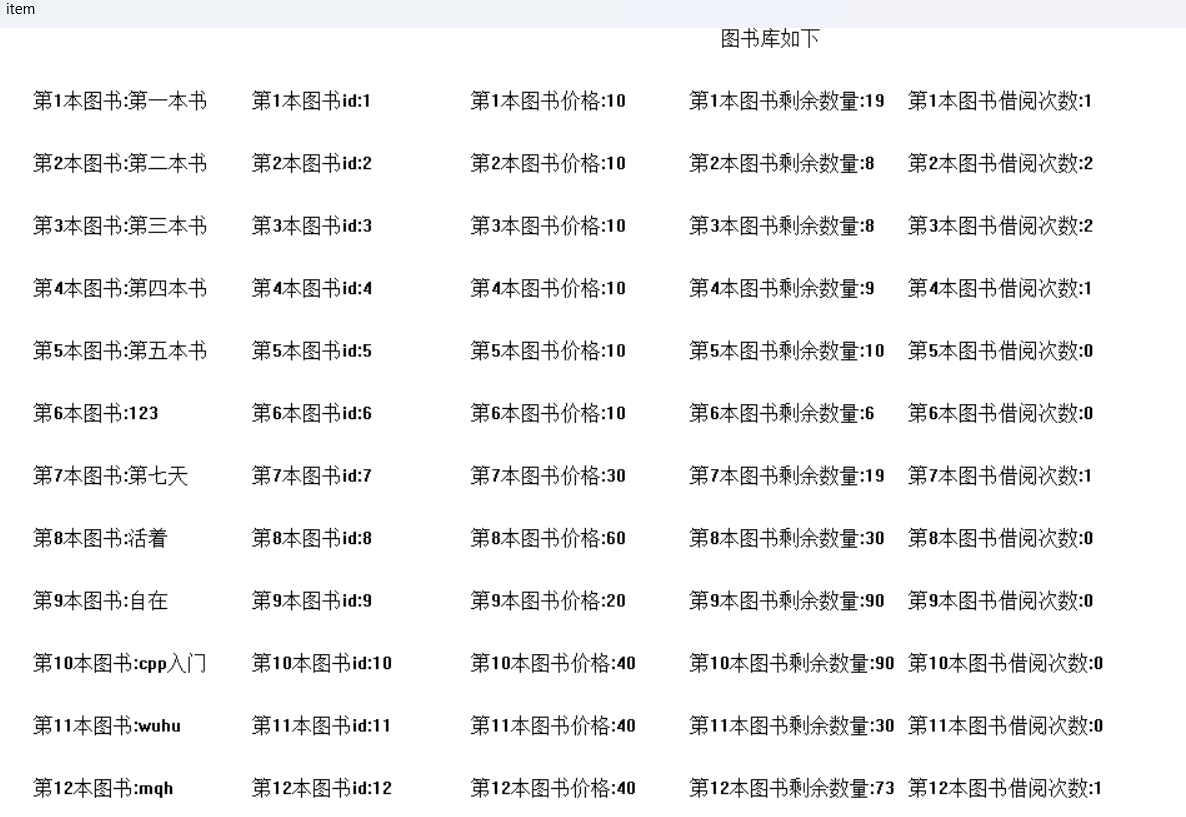 item
图书库如下
第1本图书:第一本书 第1本图书id:1 第1本图书价格:10 第1本图书剩余数量:19 第1本图书借阅次数:1
第2本图书:第二本书 第2本图书id:2 第2本图书价格:10 第2本图书剩余数量:8 第2本图书借阅次数:2
第3本图书:第三本书 第3本图书id:3 第3本图书价格:10 第3本图书剩余数量:8 第3本图书借阅次数:2
第4本图书:第四本书 第4本图书id:4 第4本图书价格:10 第4本图书剩余数量:9 第4本图书借阅次数:1
第5本图书:第五本书 第5本图书id:5 第5本图书价格:10 第5本图书剩余数量:10 第5本图书借阅次数:0
第6本图书:123 第6本图书id:6 第6本图书价格:10 第6本图书剩余数量:6 第6本图书借阅次数:0
第7本图书:第七天 第7本图书id:7 第7本图书价格:30 第7本图书剩余数量:19 第7本图书借阅次数:1
第8本图书:活着 第8本图书id:8 第8本图书价格:60 第8本图书剩余数量:30 第8本图书借阅次数:0
第9本图书:自在 第9本图书id:9 第9本图书价格:20 第9本图书剩余数量:90 第9本图书借阅次数:0
第10本图书:cpp入门 第10本图书id:10 第10本图书价格:40 第10本图书剩余数量:90 第10本图书借阅次数:0
第11本图书:wuhu 第11本图书id:11 第11本图书价格:40 第11本图书剩余数量:30 第11本图书借阅次数:0
第12本图书:mqh 第12本图书id:12 第12本图书价格:40 第12本图书剩余数量:73 第12本图书借阅次数:1